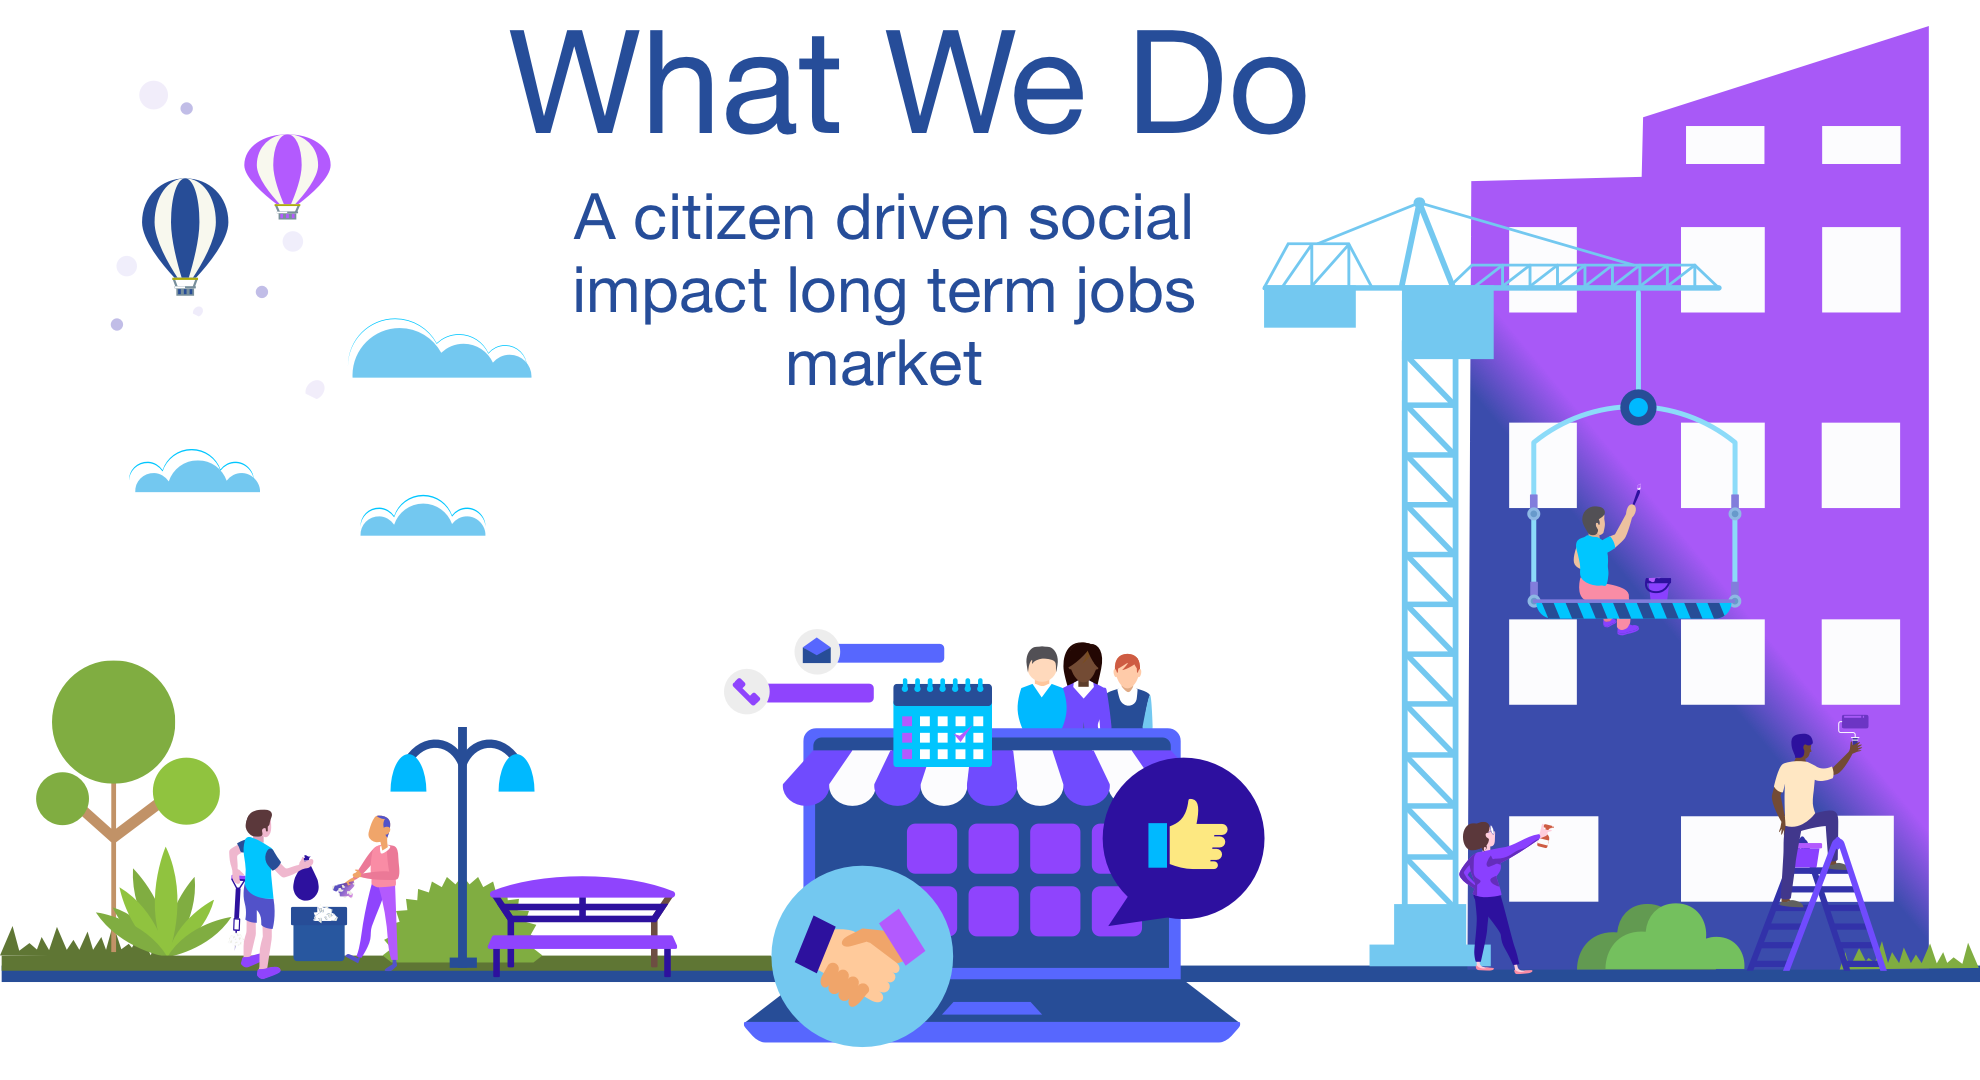 What We Do
A citizen driven social
impact long term jobs
market